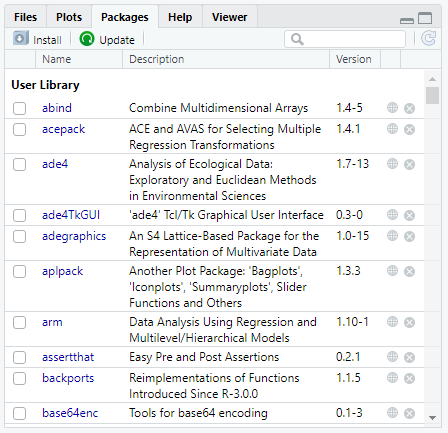 Files Plots Packages Help Viewer
Install Update
Name Description Version
User Library
abind Combine Multidimensional Arrays 1.4-5
acepack ACE and AVAS for Selecting Multiple 1.4.1
Regression Transformations
ade4 Analysis of Ecological Data: 1.7-13
Exploratory and Euclidean Methods
in Environmental Sciences
ade4TkGUI 'ade4' Tcl/Tk Graphical User Interface 0.3-0
adegraphics An S4 Lattice-Based Package for the 1.0-15
Representation of Multivariate Data
aplpack Another Plot Package: 'Bagplots', 1.3.3
'Iconplots', 'Summaryplots', Slider
Functions and Others
arm Data Analysis Using Regression and 1.10-1
Multilevel/Hierarchical Models
assertthat Easy Pre and Post Assertions 0.2.1
backports Reimplementations of Functions 1.1.5
Introduced Since R-3.0.0
base64enc Tools for base64 encoding 0.1-3